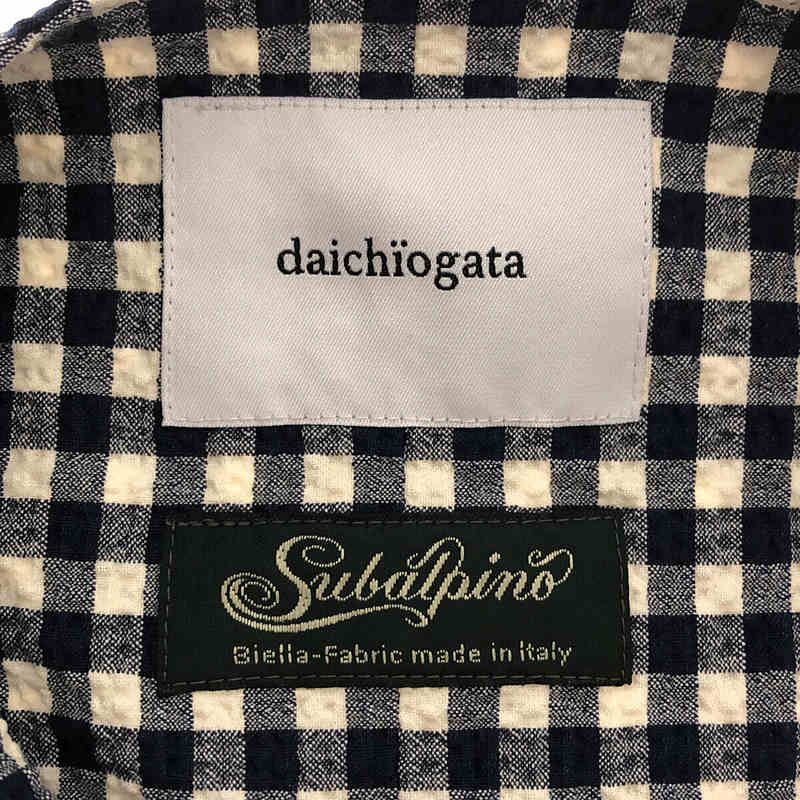 daichïogata
Subalpino
Biella-Fabric made in Italy